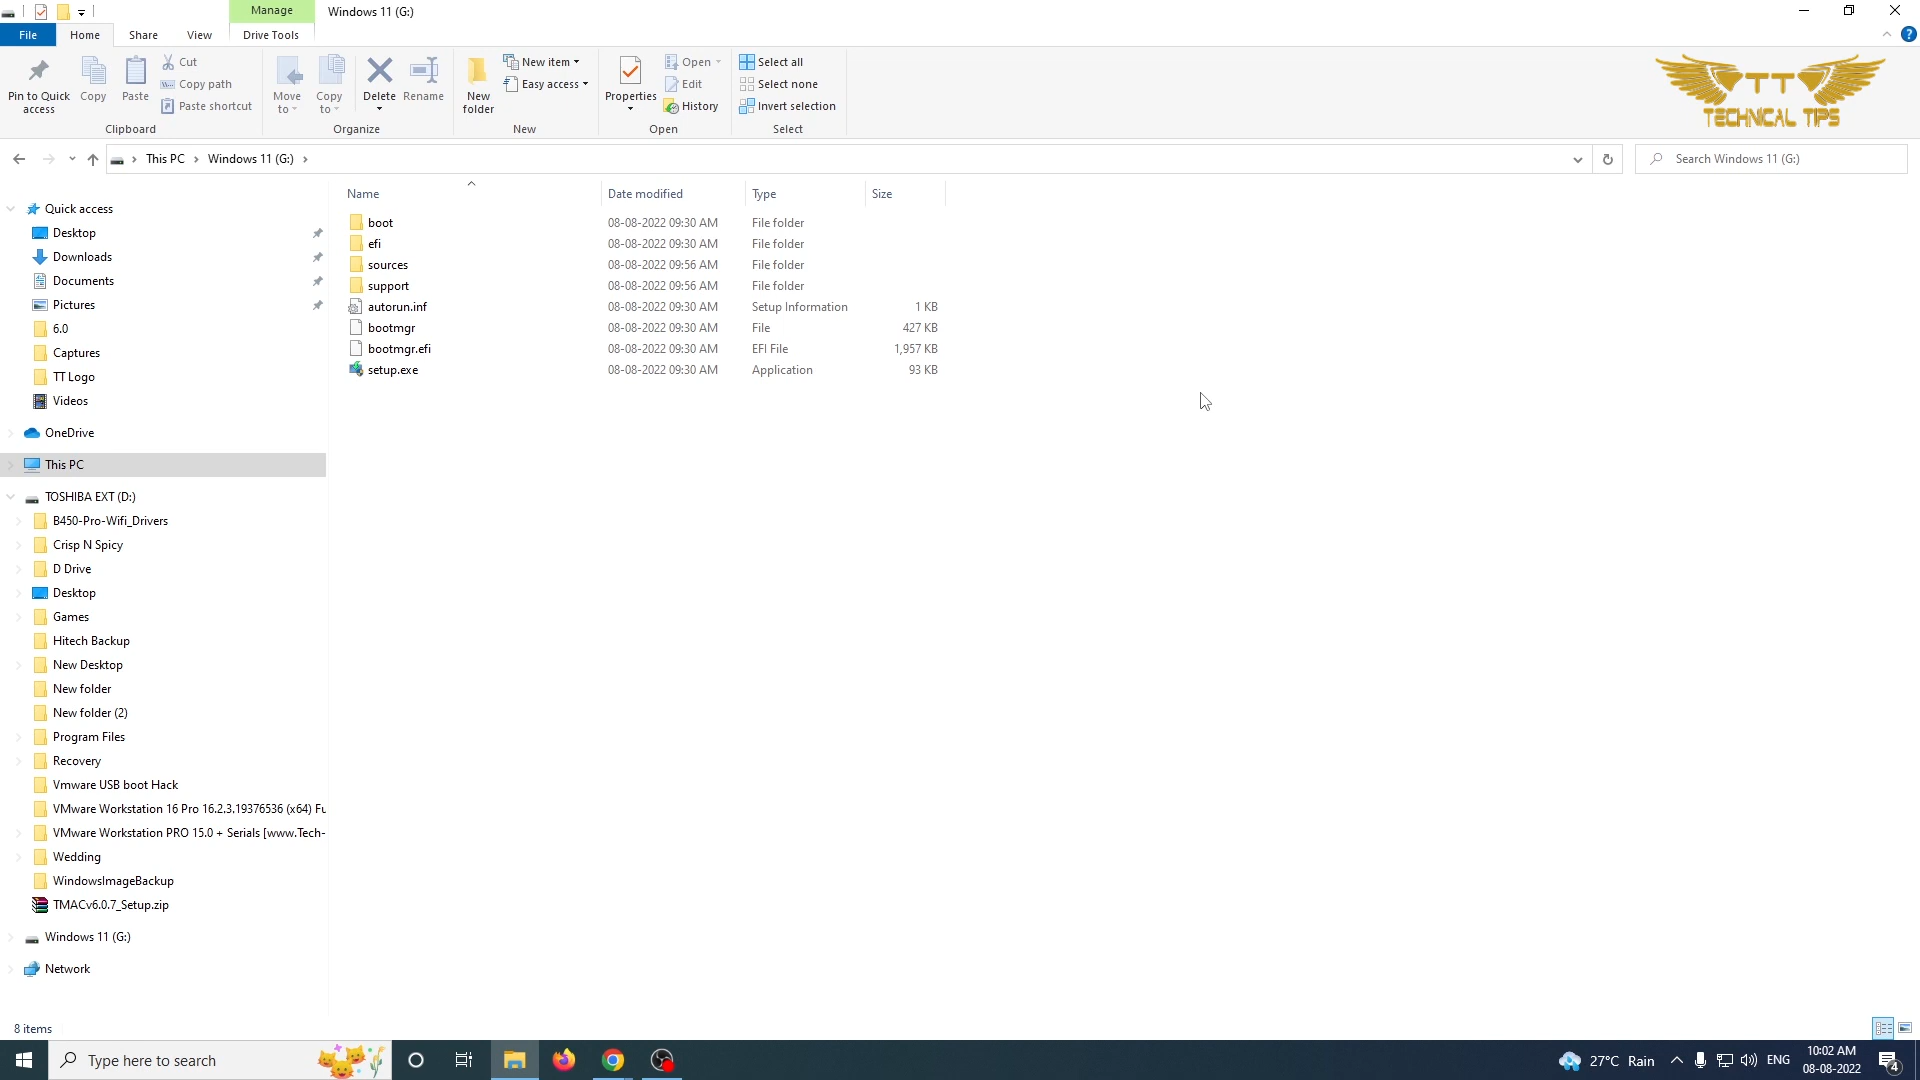 Manage
Windows 11 (G:)
File
Home
Share
View
Drive Tools
Pin to Quick access
Copy
Paste
Cut
Copy path
Paste shortcut
Clipboard
Move to
Copy to
Delete
Rename
Organize
New folder
New item
Easy access
New
Properties
Open
Edit
History
Open
Select all
Select none
Invert selection
Select
TT
TECHNICAL TIPS
This PC > Windows 11 (G:) >
Search Windows 11 (G:)
Name Date modified Type Size
boot 08-08-2022 09:30 AM File folder
efi 08-08-2022 09:30 AM File folder
sources 08-08-2022 09:56 AM File folder
support 08-08-2022 09:56 AM File folder
autorun.inf 08-08-2022 09:30 AM Setup Information 1 KB
bootmgr 08-08-2022 09:30 AM File 427 KB
bootmgr.efi 08-08-2022 09:30 AM EFI File 1,957 KB
setup.exe 08-08-2022 09:30 AM Application 93 KB
Quick access
Desktop
Downloads
Documents
Pictures
6.0
Captures
TT Logo
Videos
OneDrive
This PC
TOSHIBA EXT (D:)
B450-Pro-Wifi_Drivers
Crisp N Spicy
D Drive
Desktop
Games
Hitech Backup
New Desktop
New folder
New folder (2)
Program Files
Recovery
Vmware USB boot Hack
VMware Workstation 16 Pro 16.2.3.19376536 (x64) Fu
VMware Workstation PRO 15.0 + Serials [www.Tech-
Wedding
WindowsImageBackup
TMACv6.0.7_Setup.zip
Windows 11 (G:)
Network
8 items
Type here to search
27°C Rain
ENG
10:02 AM
08-08-2022
4